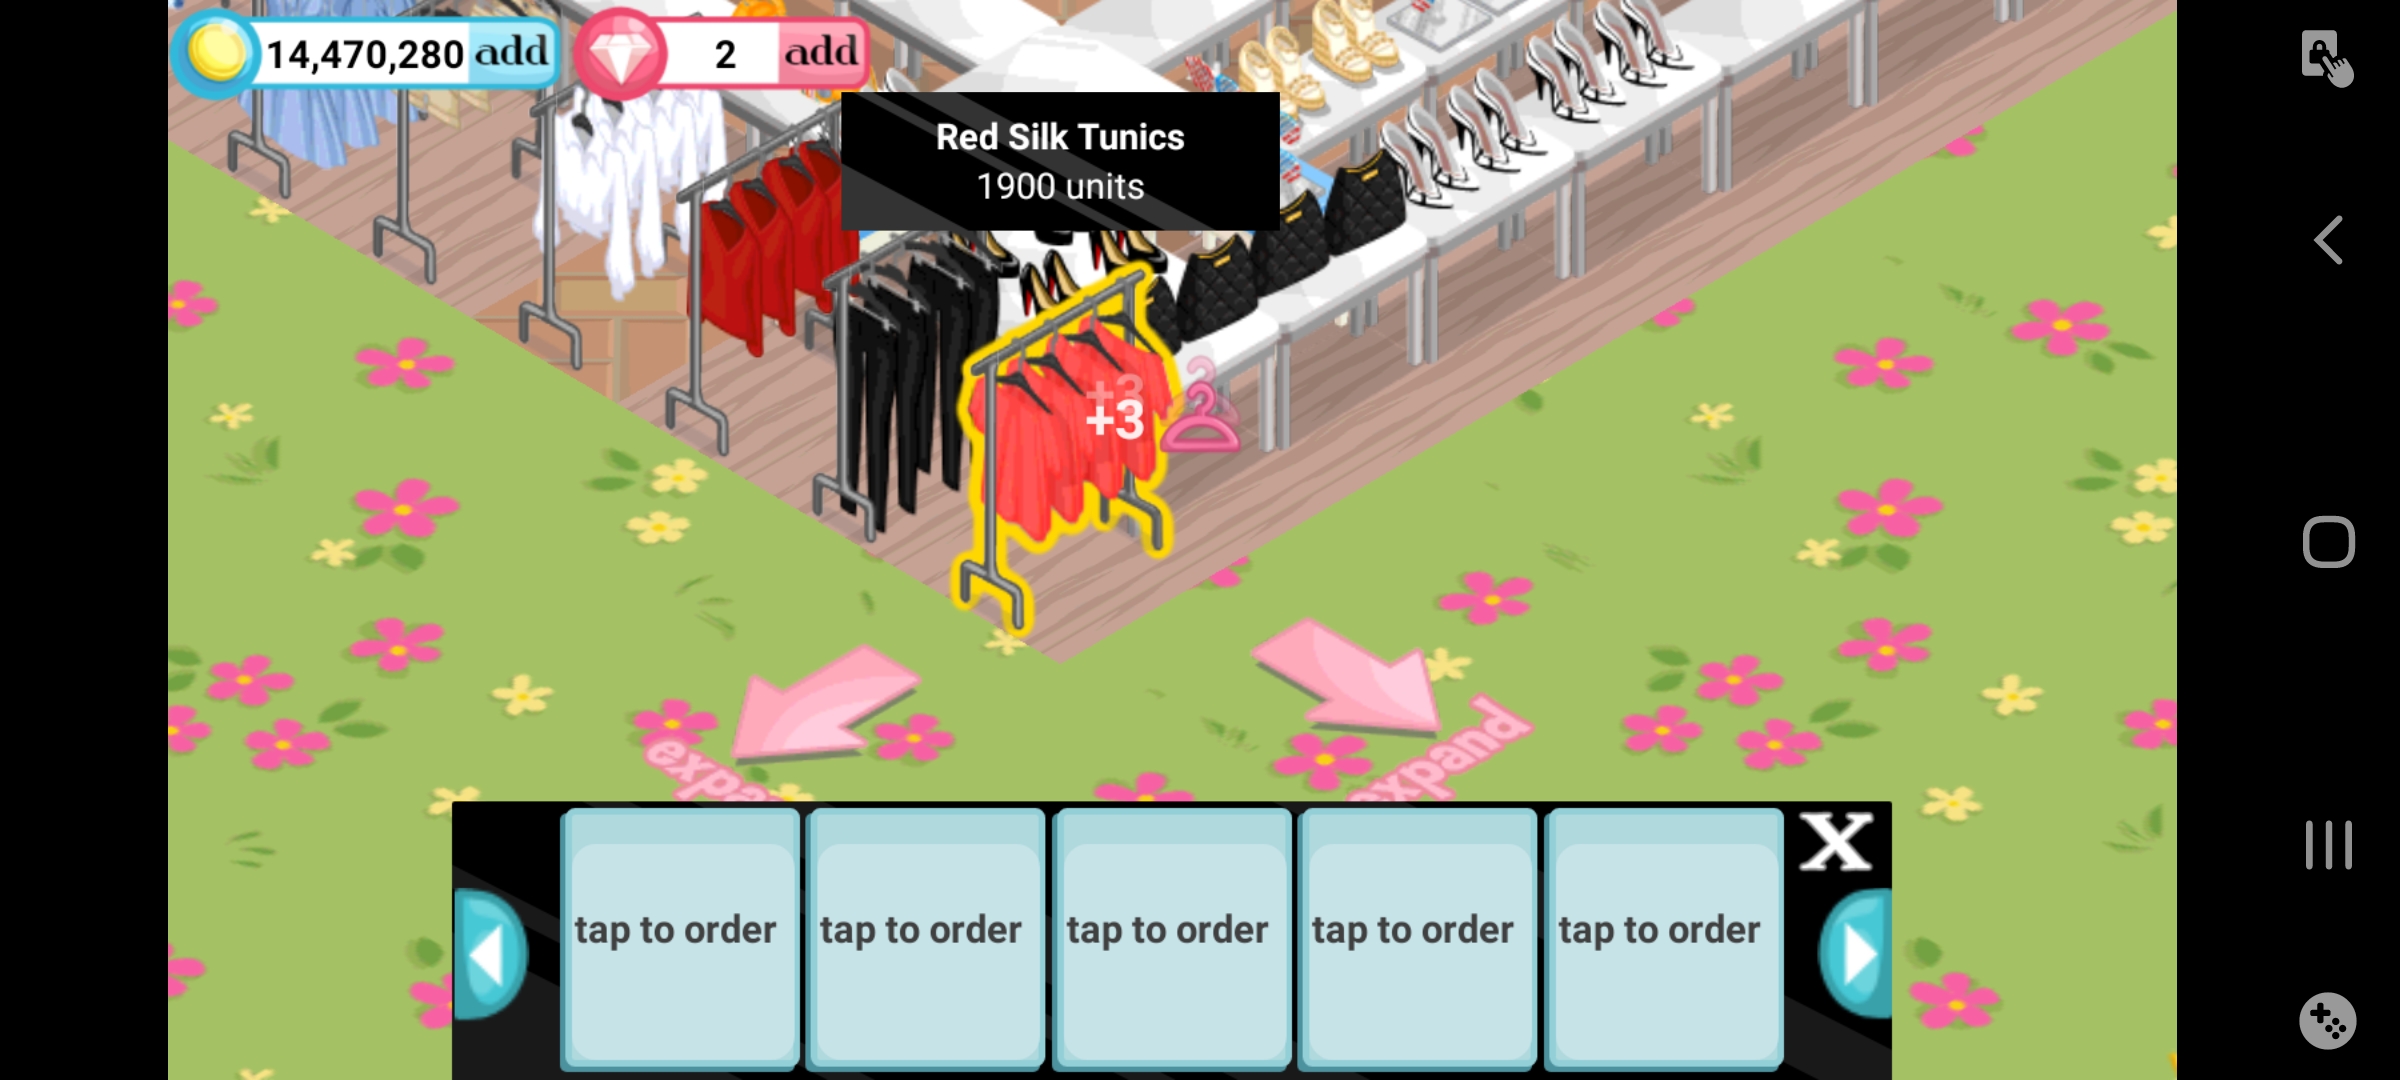 14,470,280 add
2 add
Red Silk Tunics
1900 units
+3
+3
expand
tap to order
tap to order
tap to order
tap to order
tap to order
X